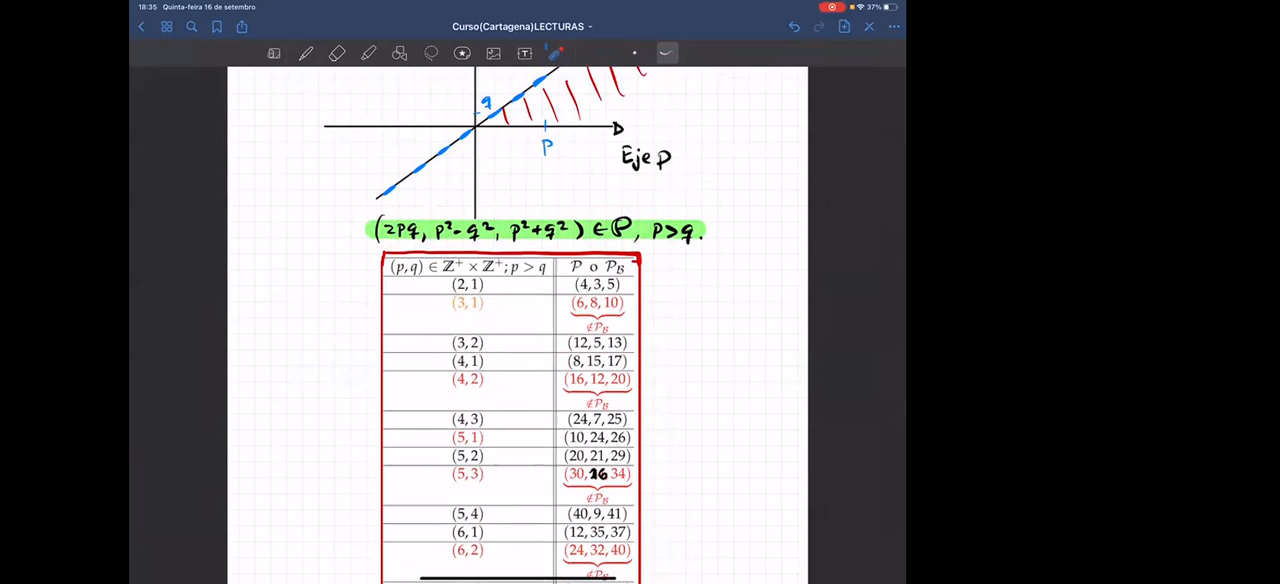 18:35 Quinta-feira 16 de setembro
37%
Curso(Cartagena)LECTURAS
q
p
Eje p
(2pq, p²-q², p²+q²) ∈ P, p>q.
(p,q) ∈ ℤ⁺ × ℤ⁺; p > q 𝒫 o 𝒫_B
(2,1) (4,3,5)
(3,1) (6,8,10)
∉𝒫_B
(3,2) (12,5,13)
(4,1) (8,15,17)
(4,2) (16,12,20)
∉𝒫_B
(4,3) (24,7,25)
(5,1) (10,24,26)
(5,2) (20,21,29)
(5,3) (30,16 34)
∉𝒫_B
(5,4) (40,9,41)
(6,1) (12,35,37)
(6,2) (24,32,40)
∉𝒫_B